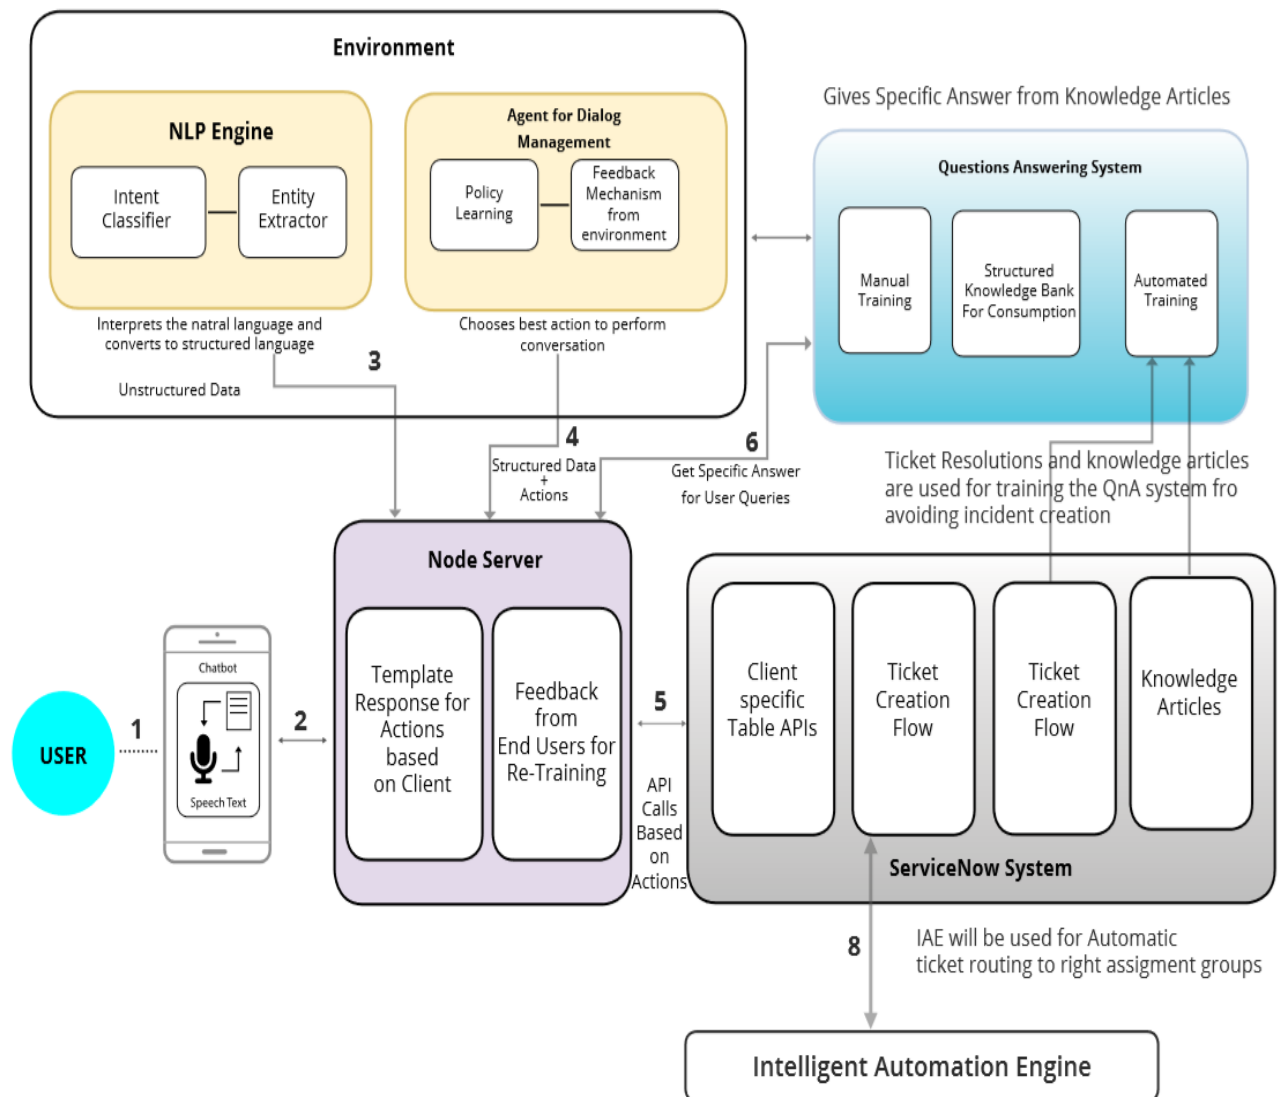 Environment
NLP Engine
Intent
Classifier
Entity
Extractor
Interprets the natral language and
converts to structured language
Unstructured Data
3
Agent for Dialog
Management
Policy
Learning
Feedback
Mechanism
from
environment
Chooses best action to perform
conversation
4
Structured Data
+
Actions
Gives Specific Answer from Knowledge Articles
Questions Answering System
Manual
Training
Structured
Knowledge Bank
For Consumption
Automated
Training
6
Get Specific Answer
for User Queries
Ticket Resolutions and knowledge articles
are used for training the QnA system fro
avoiding incident creation
USER
1
Chatbot
Speech Text
2
Node Server
Template
Response for
Actions
based
on Client
Feedback
from
End Users for
Re-Training
5
API
Calls
Based
on
Actions
Client
specific
Table APIs
Ticket
Creation
Flow
Ticket
Creation
Flow
Knowledge
Articles
ServiceNow System
8
IAE will be used for Automatic
ticket routing to right assigment groups
Intelligent Automation Engine